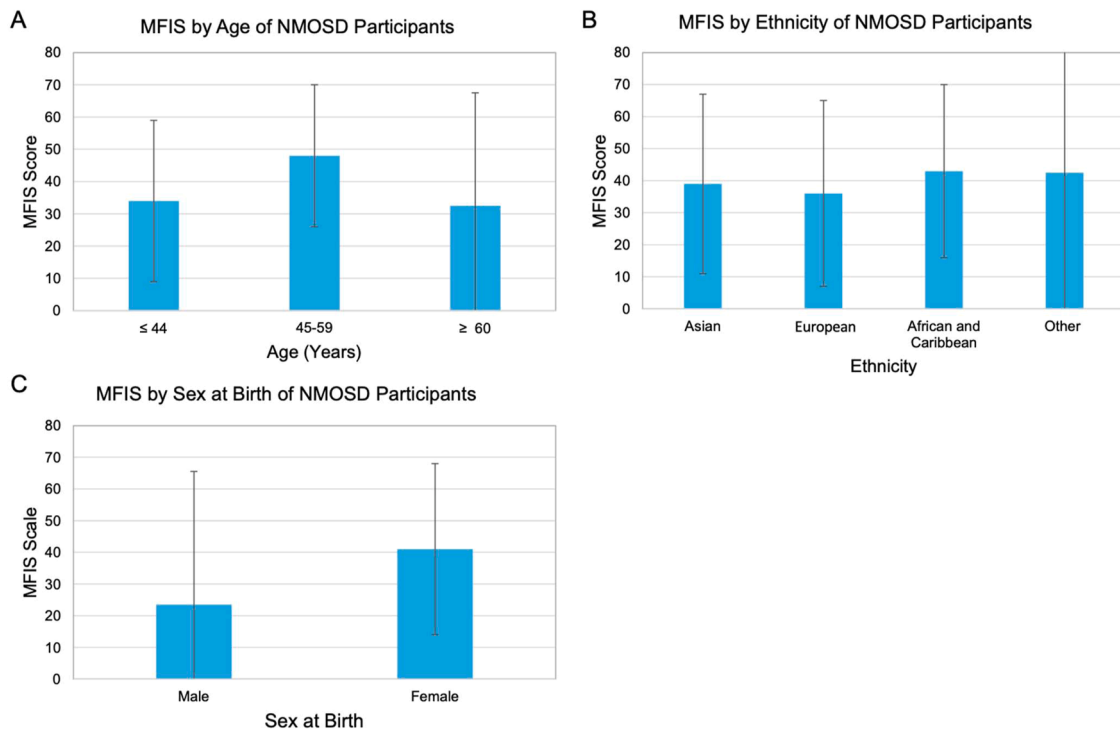 A
MFIS by Age of NMOSD Participants
80
70
60
50
40
30
20
10
0
MFIS Score
≤ 44
45-59
≥ 60
Age (Years)
B
MFIS by Ethnicity of NMOSD Participants
80
70
60
50
40
30
20
10
0
MFIS Score
Asian
European
African and
Caribbean
Other
Ethnicity
C
MFIS by Sex at Birth of NMOSD Participants
80
70
60
50
40
30
20
10
0
MFIS Scale
Male
Female
Sex at Birth